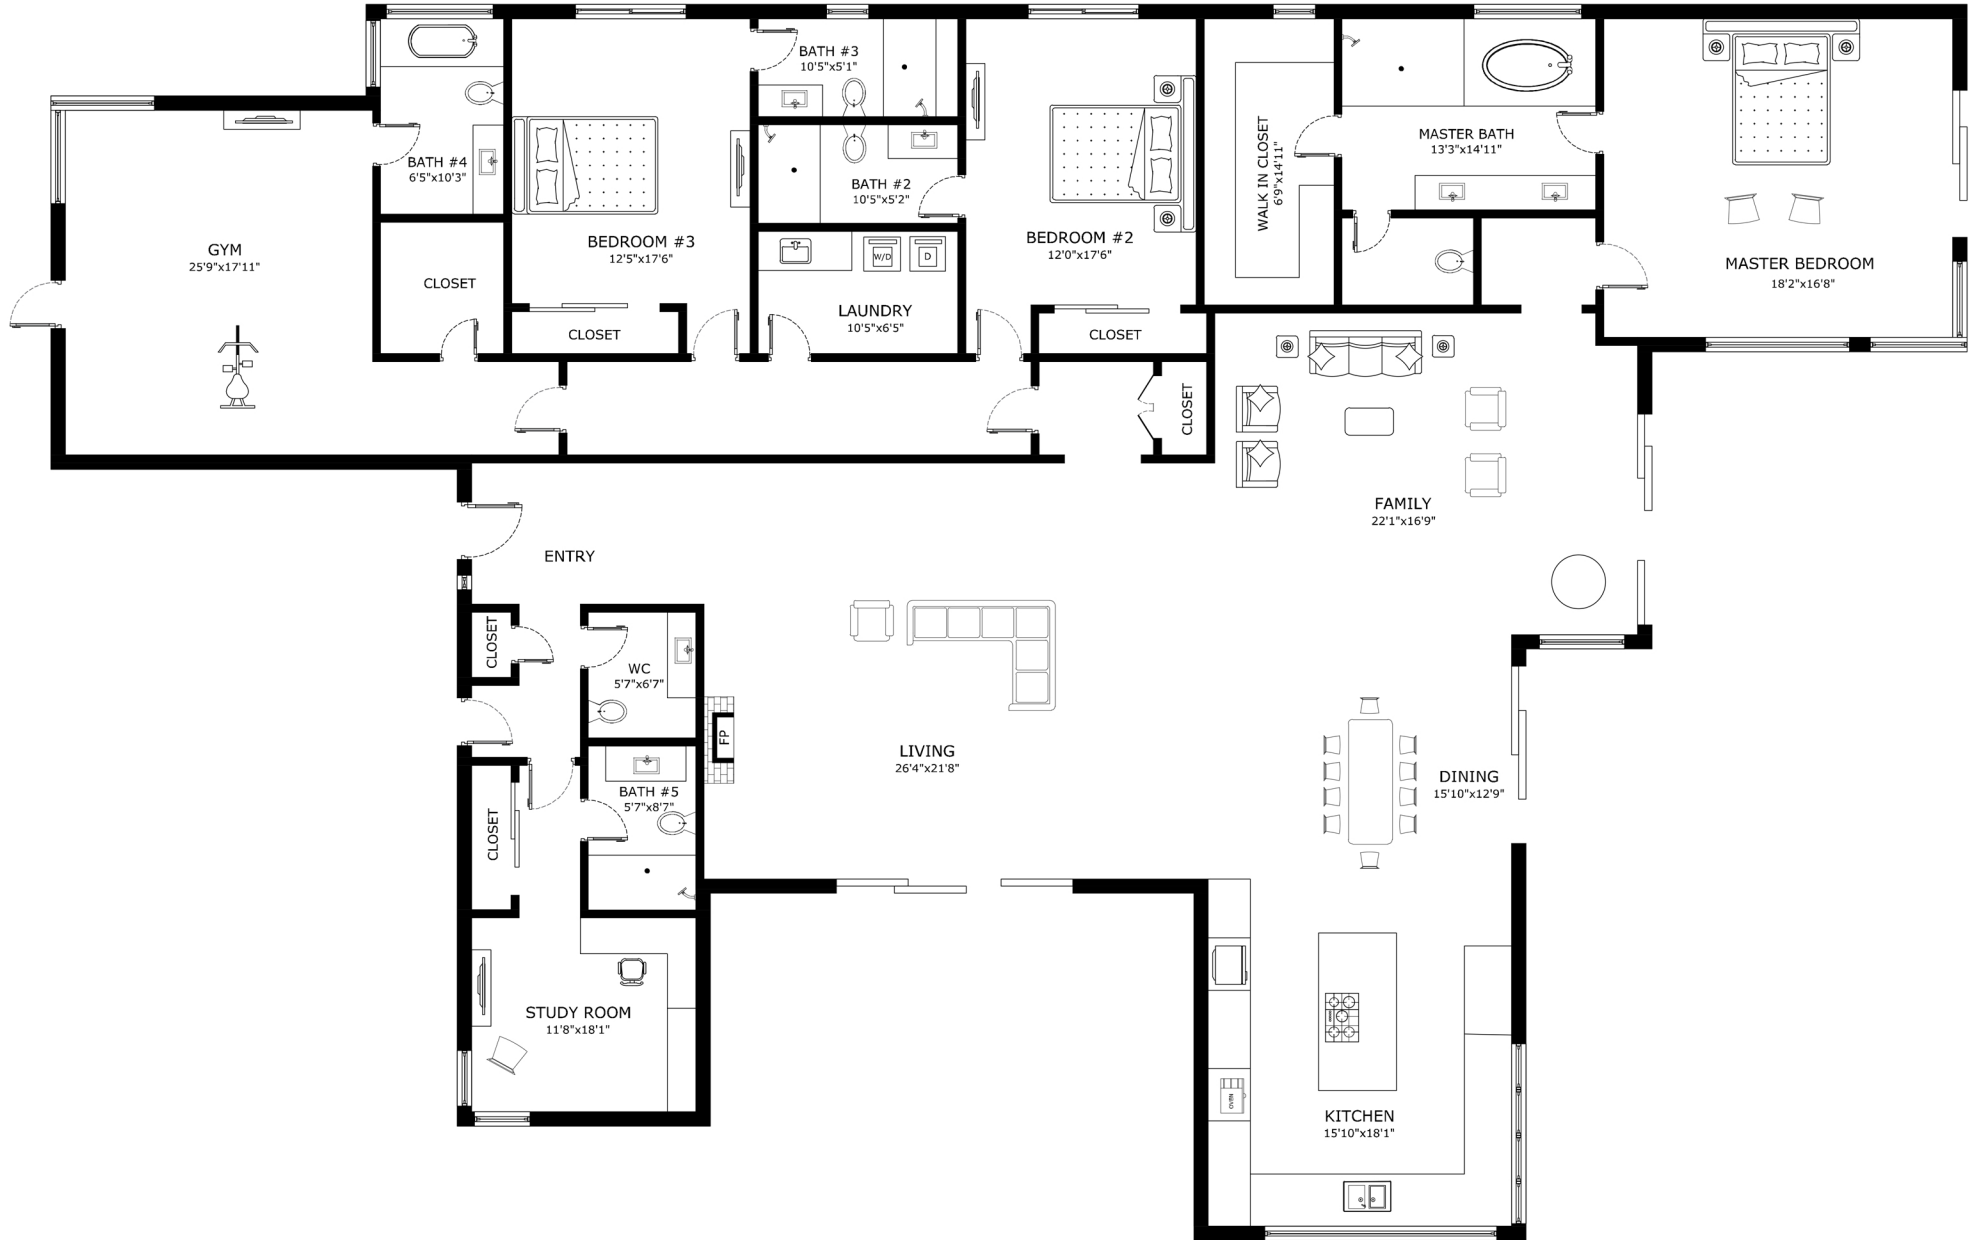 BATH #3
10'5"x5'1"
BATH #4
6'5"x10'3"
BATH #2
10'5"x5'2"
WALK IN CLOSET
6'9"x14'11"
MASTER BATH
13'3"x14'11"
GYM
25'9"x17'11"
BEDROOM #3
12'5"x17'6"
BEDROOM #2
12'0"x17'6"
W/D
D
MASTER BEDROOM
18'2"x16'8"
CLOSET
LAUNDRY
10'5"x6'5"
CLOSET
CLOSET
CLOSET
FAMILY
22'1"x16'9"
ENTRY
CLOSET
WC
5'7"x6'7"
FP
LIVING
26'4"x21'8"
DINING
15'10"x12'9"
BATH #5
5'7"x8'7"
CLOSET
STUDY ROOM
11'8"x18'1"
OVEN
KITCHEN
15'10"x18'1"